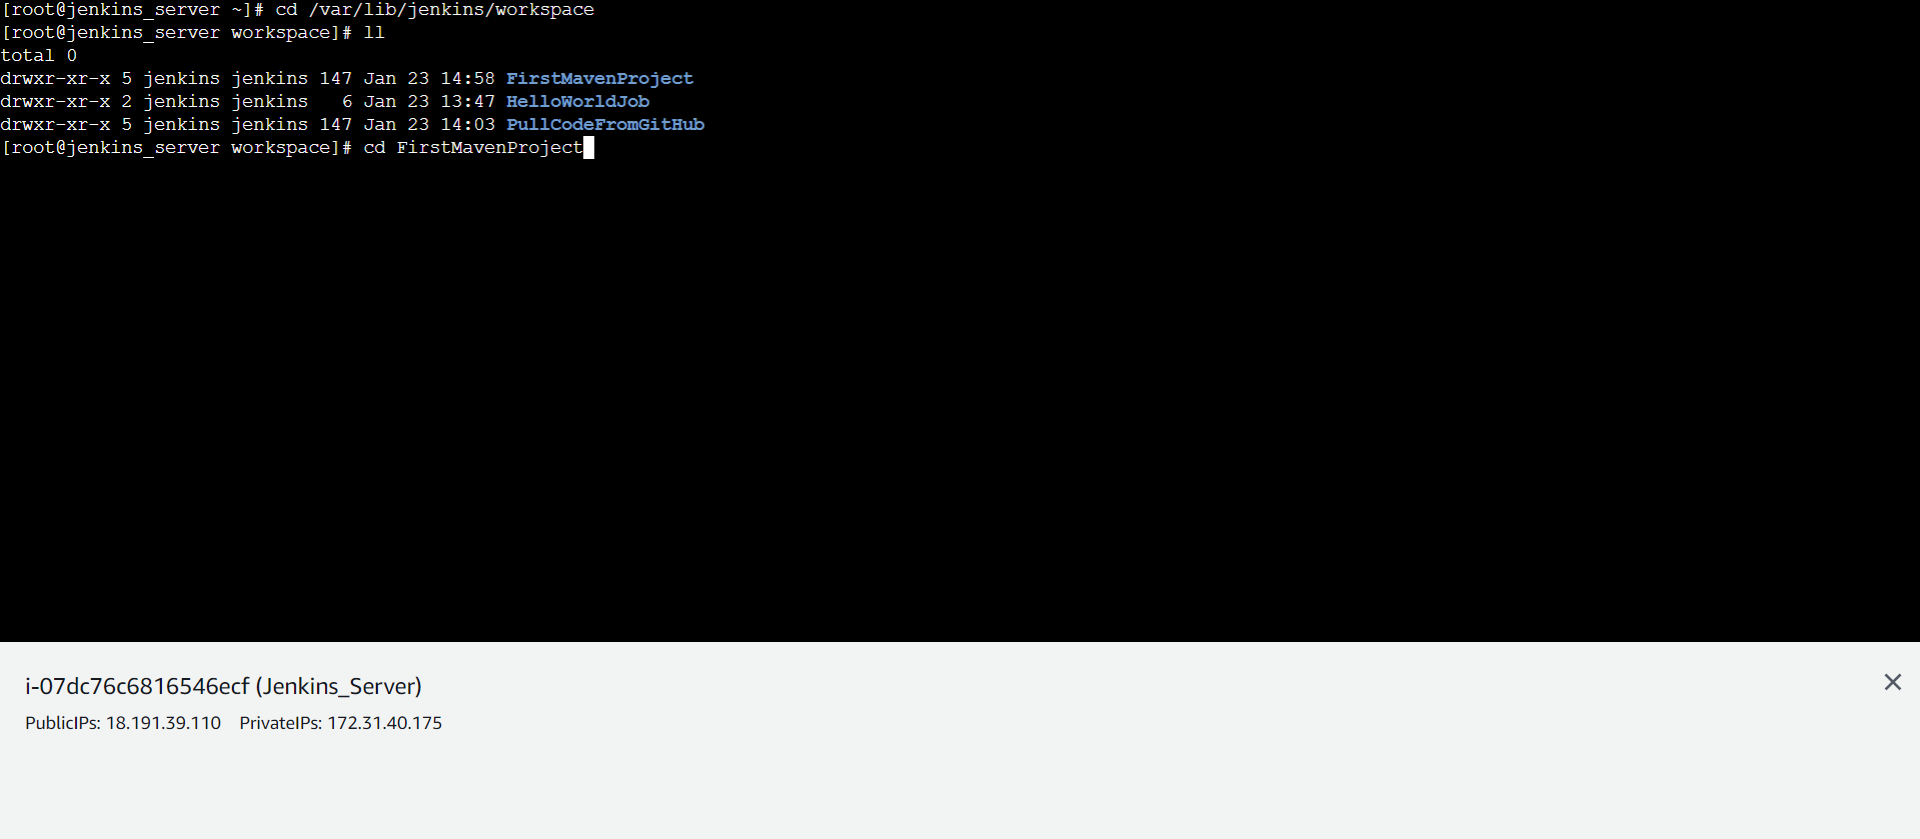 [root@jenkins_server ~]# cd /var/lib/jenkins/workspace
[root@jenkins_server workspace]# ll
total 0
drwxr-xr-x 5 jenkins jenkins 147 Jan 23 14:58 FirstMavenProject
drwxr-xr-x 2 jenkins jenkins   6 Jan 23 13:47 HelloWorldJob
drwxr-xr-x 5 jenkins jenkins 147 Jan 23 14:03 PullCodeFromGitHub
[root@jenkins_server workspace]# cd FirstMavenProject
i-07dc76c6816546ecf (Jenkins_Server)
PublicIPs: 18.191.39.110 PrivateIPs: 172.31.40.175